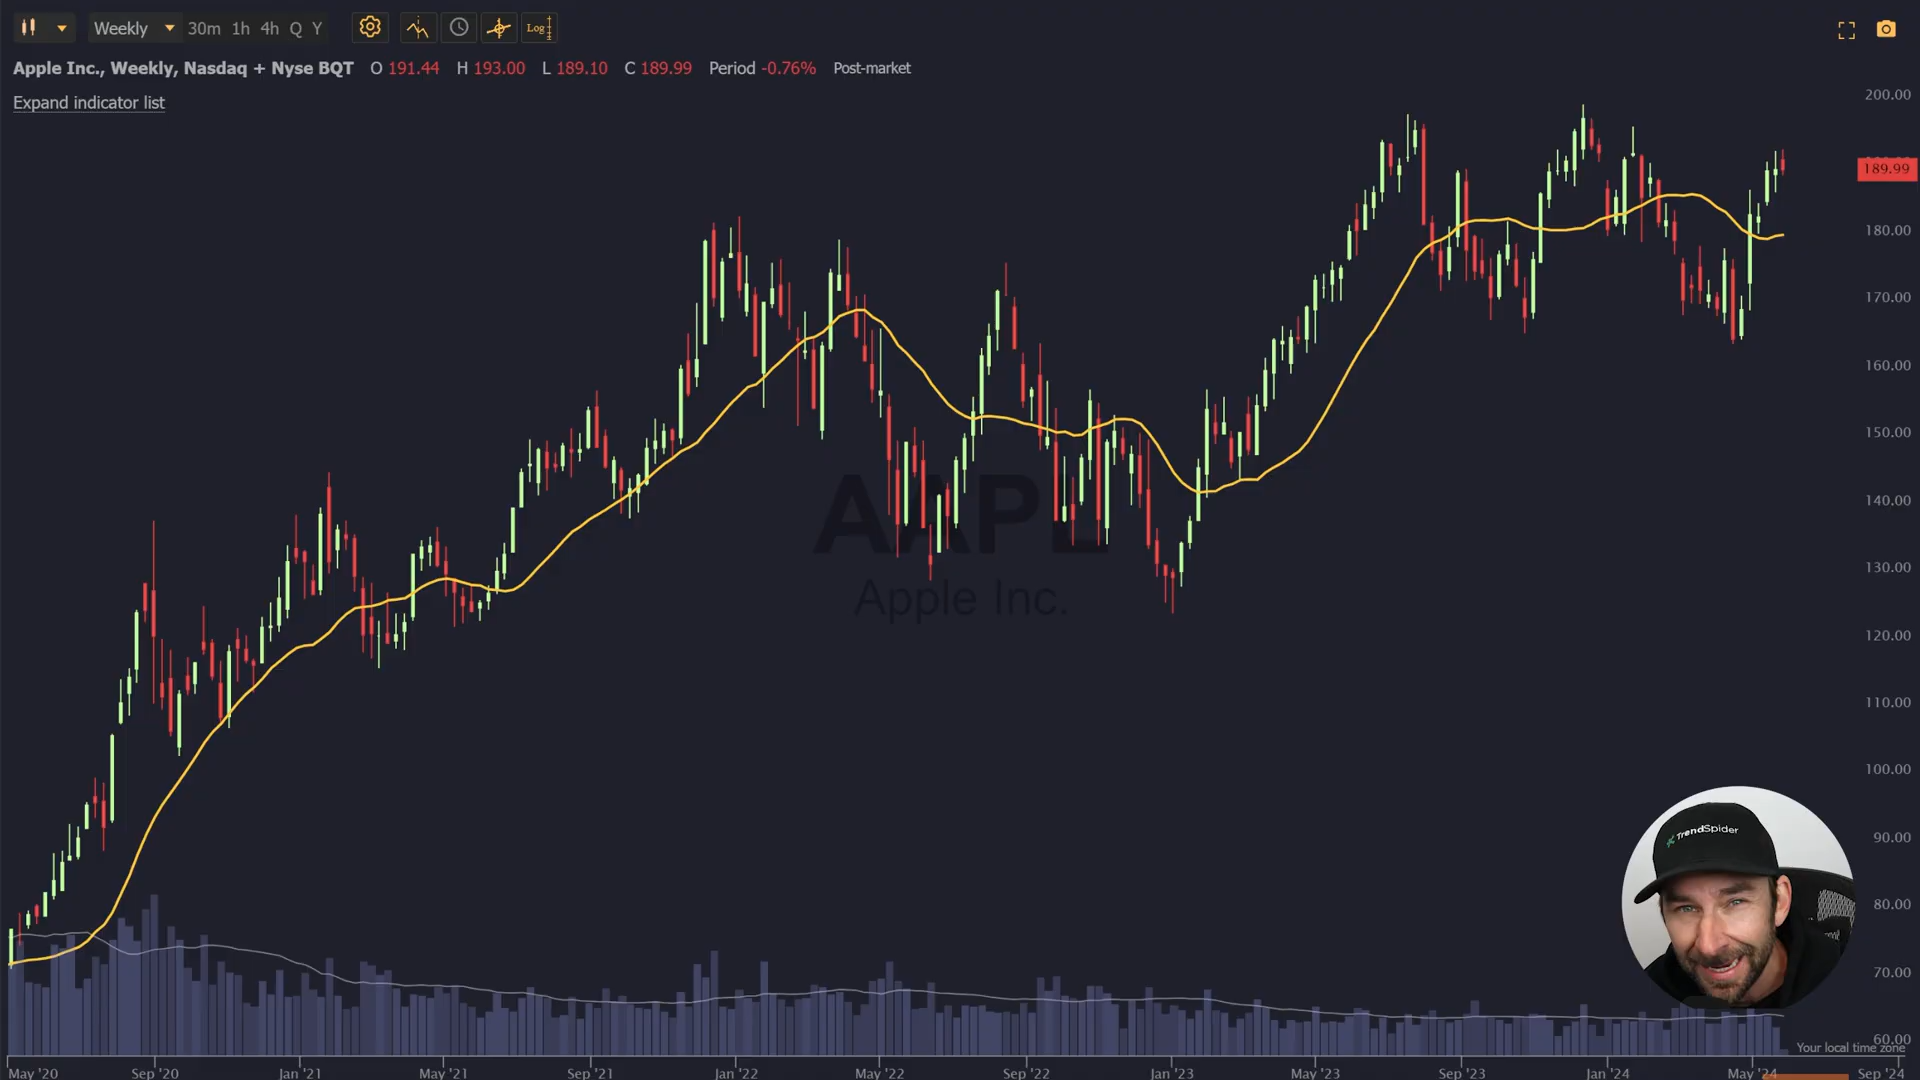 Weekly 30m 1h 4h Q Y Log
Apple Inc., Weekly, Nasdaq + Nyse BQT O 191.44 H 193.00 L 189.10 C 189.99 Period -0.76% Post-market
Expand indicator list
200.00
189.99
180.00
170.00
160.00
150.00
140.00
130.00
120.00
110.00
100.00
90.00
80.00
70.00
60.00
AAPL
Apple Inc.
TrendSpider
Your local time zone
May '20 Sep '20 Jan '21 May '21 Sep '21 Jan '22 May '22 Sep '22 Jan '23 May '23 Sep '23 Jan '24 May '24 Sep '24